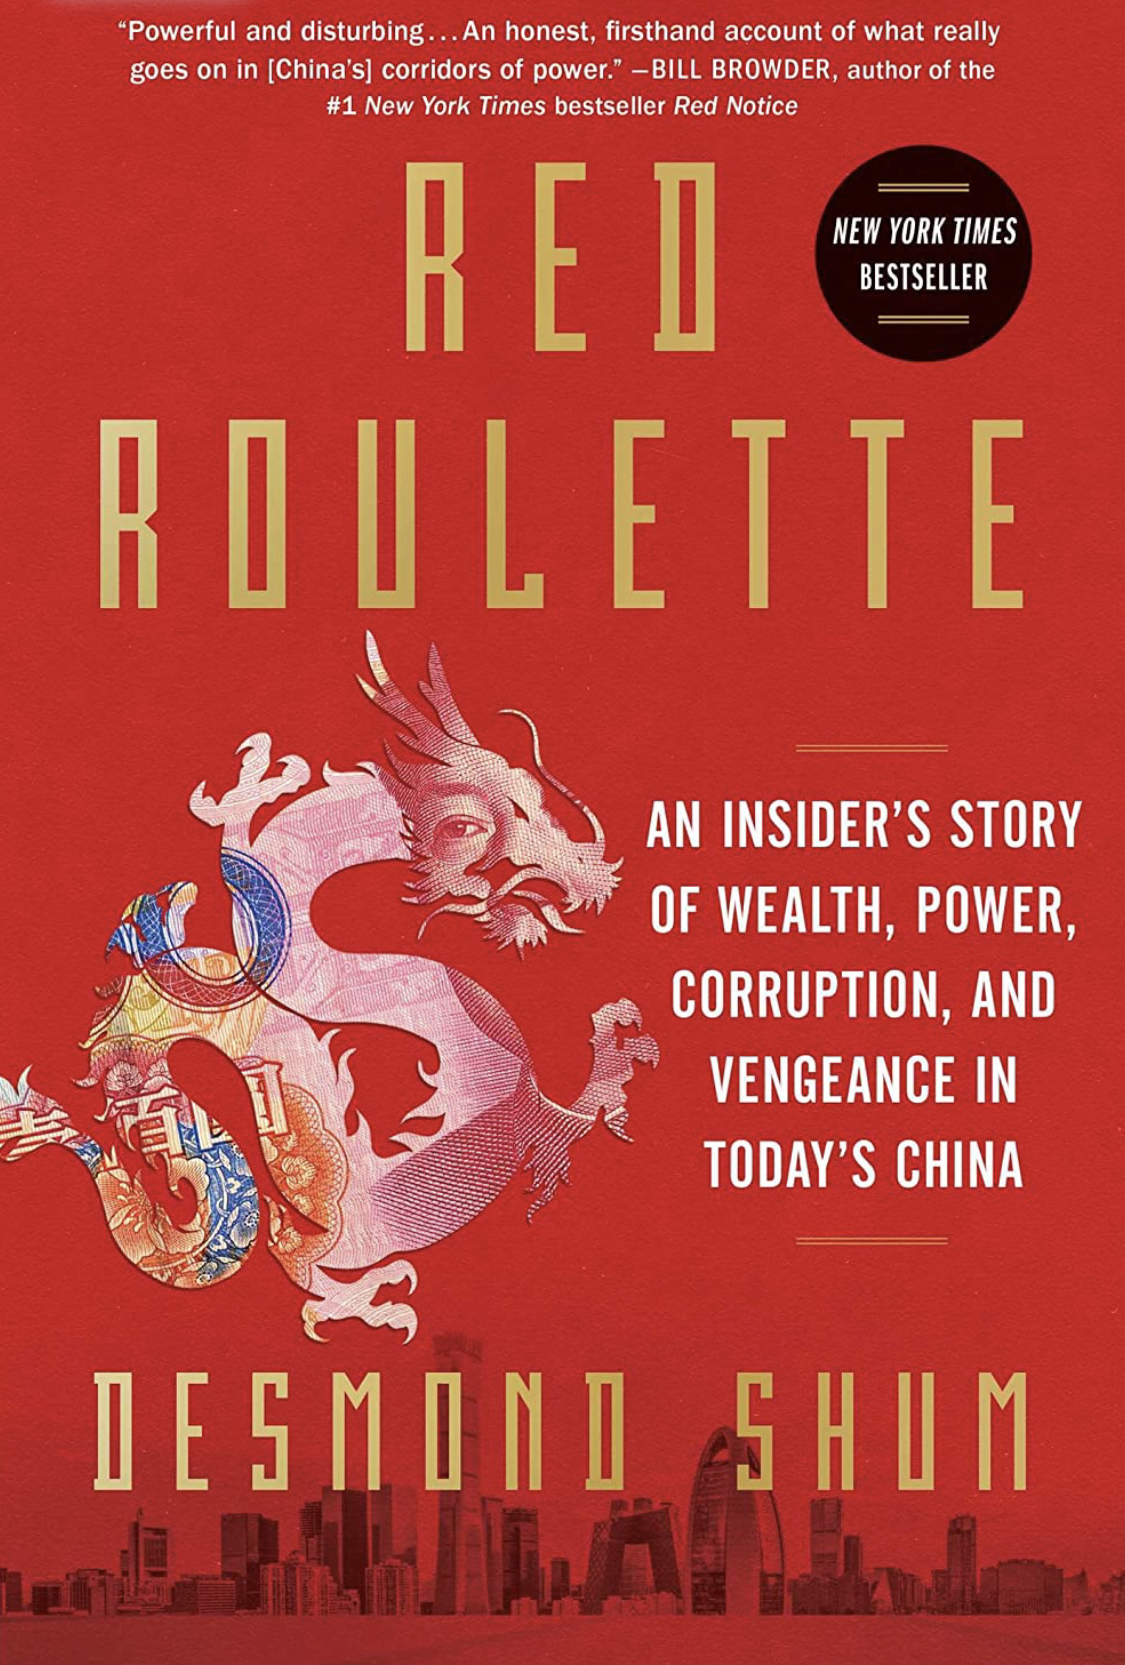 “Powerful and disturbing...An honest, firsthand account of what really
goes on in [China’s] corridors of power.” —BILL BROWDER, author of the
#1 New York Times bestseller Red Notice
RED
NEW YORK TIMES
BESTSELLER
ROULETTE
AN INSIDER’S STORY
OF WEALTH, POWER,
CORRUPTION, AND
VENGEANCE IN
TODAY’S CHINA
DESMOND SHUM